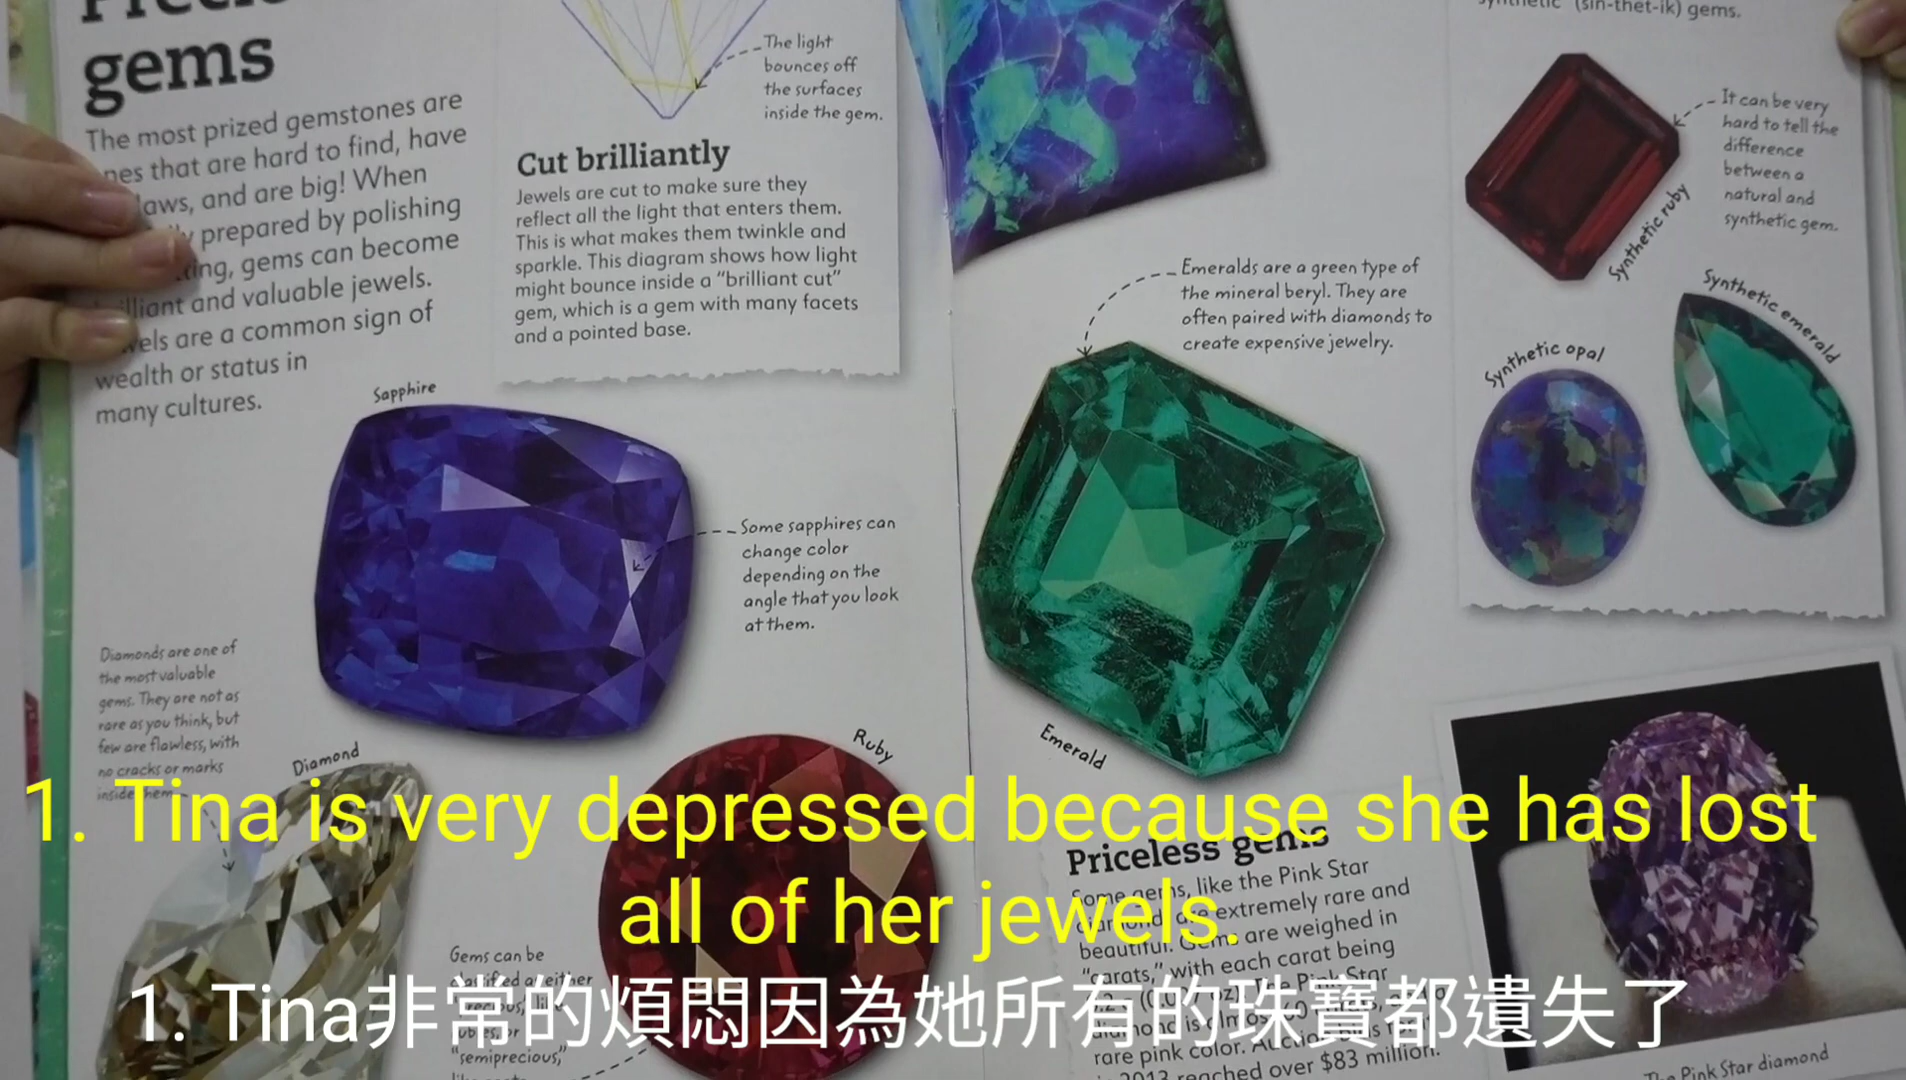 gems
The most prized gemstones are
that are hard to find, have
and are big! When
prepared by polishing
gems can become
and valuable jewels.
are a common sign of
wealth or status in
many cultures.
The light
bounces off
the surfaces
inside the gem.
Cut brilliantly
Jewels are cut to make sure they
reflect all the light that enters them.
This is what makes them twinkle and
sparkle. This diagram shows how light
might bounce inside a “brilliant cut”
gem, which is a gem with many facets
and a pointed base.
Sapphire
Some sapphires can
change color
depending on the
angle that you look
at them.
Diamonds are one of
the most valuable
gems. They are not as
rare as you think, but
few are flawless, with
no cracks or marks
inside them.
Diamond
Ruby
Gems can be
"semiprecious,"
(sin-thet-ik) gems.
It can be very
hard to tell the
difference
between a
natural and
synthetic gem.
Synthetic ruby
Emeralds are a green type of
the mineral beryl. They are
often paired with diamonds to
create expensive jewelry.
Synthetic opal
Synthetic emerald
Emerald
Priceless gems
Some gems, like the Pink Star
extremely rare and
beautiful. Gems are weighed in
“carats,” with each carat being
rare pink color.
2013 reached over $83 million.
Pink Star diamond
1. Tina is very depressed because she has lost
all of her jewels.
1. Tina非常的煩悶因為她所有的珠寶都遺失了